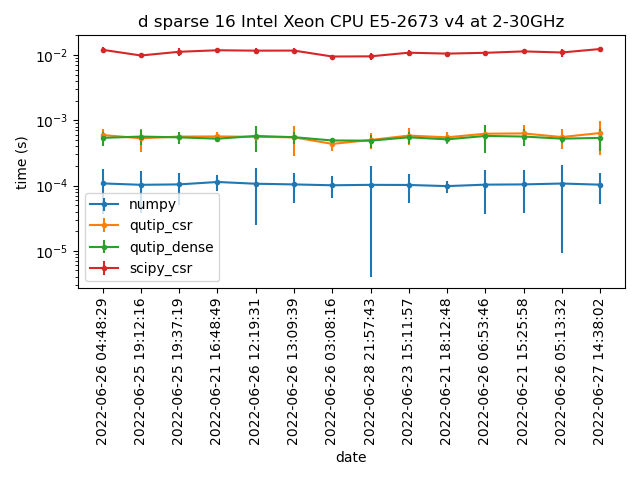 d sparse 16 Intel Xeon CPU E5-2673 v4 at 2-30GHz
time (s)
10⁻²
10⁻³
10⁻⁴
10⁻⁵
numpy
qutip_csr
qutip_dense
scipy_csr
2022-06-26 04:48:29
2022-06-25 19:12:16
2022-06-25 19:37:19
2022-06-21 16:48:49
2022-06-26 12:19:31
2022-06-26 13:09:39
2022-06-26 03:08:16
2022-06-28 21:57:43
2022-06-23 15:11:57
2022-06-21 18:12:48
2022-06-26 06:53:46
2022-06-21 15:25:58
2022-06-26 05:13:32
2022-06-27 14:38:02
date